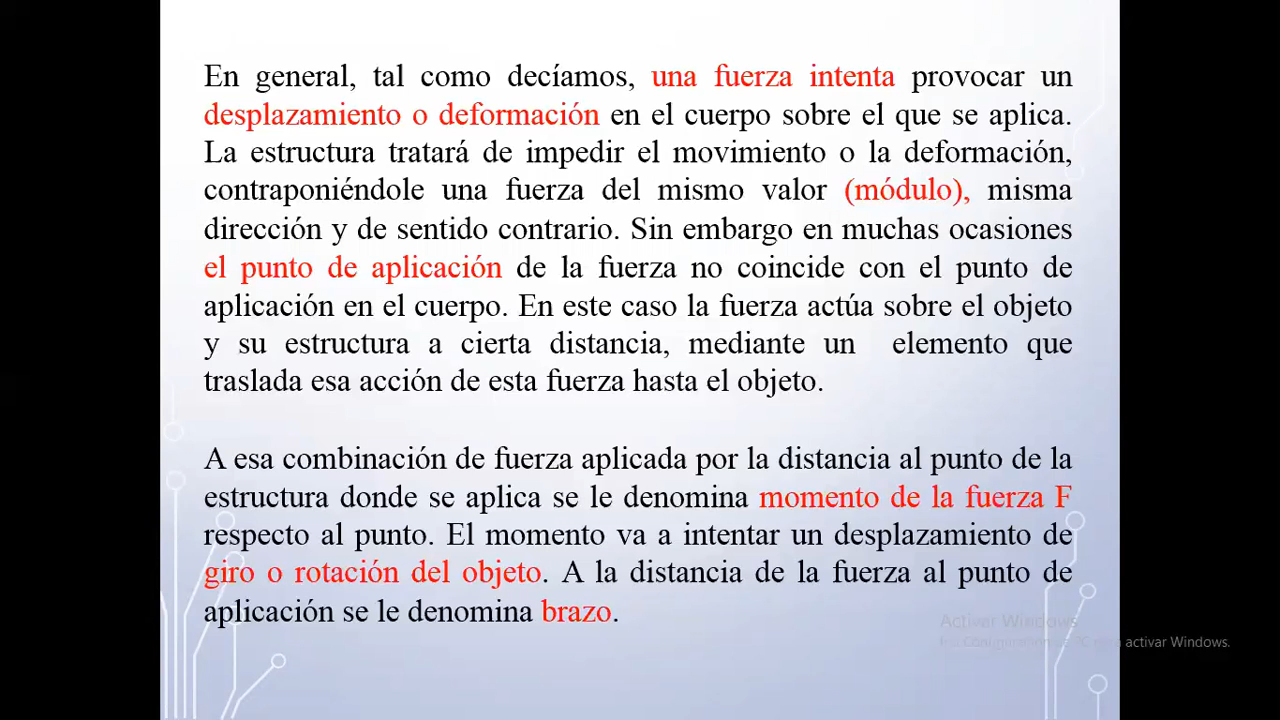 En general, tal como decíamos, una fuerza intenta provocar un
desplazamiento o deformación en el cuerpo sobre el que se aplica.
La estructura tratará de impedir el movimiento o la deformación,
contraponiéndole una fuerza del mismo valor (módulo), misma
dirección y de sentido contrario. Sin embargo en muchas ocasiones
el punto de aplicación de la fuerza no coincide con el punto de
aplicación en el cuerpo. En este caso la fuerza actúa sobre el objeto
y su estructura a cierta distancia, mediante un elemento que
traslada esa acción de esta fuerza hasta el objeto.
A esa combinación de fuerza aplicada por la distancia al punto de la
estructura donde se aplica se le denomina momento de la fuerza F
respecto al punto. El momento va a intentar un desplazamiento de
giro o rotación del objeto. A la distancia de la fuerza al punto de
aplicación se le denomina brazo.
Activar Windows
activar Windows.